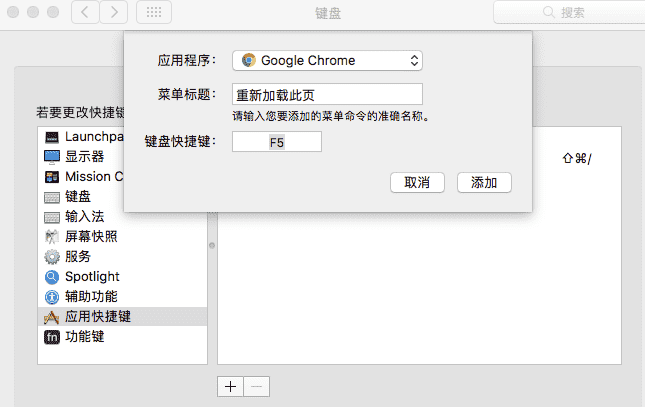 键盘
搜索
应用程序： Google Chrome
菜单标题： 重新加载此页
请输入您要添加的菜单命令的准确名称。
键盘快捷键： F5
取消 添加
若要更改快捷键
Launchpa
显示器
Mission C
键盘
输入法
屏幕快照
服务
Spotlight
辅助功能
应用快捷键
fn 功能键
⇧⌘/